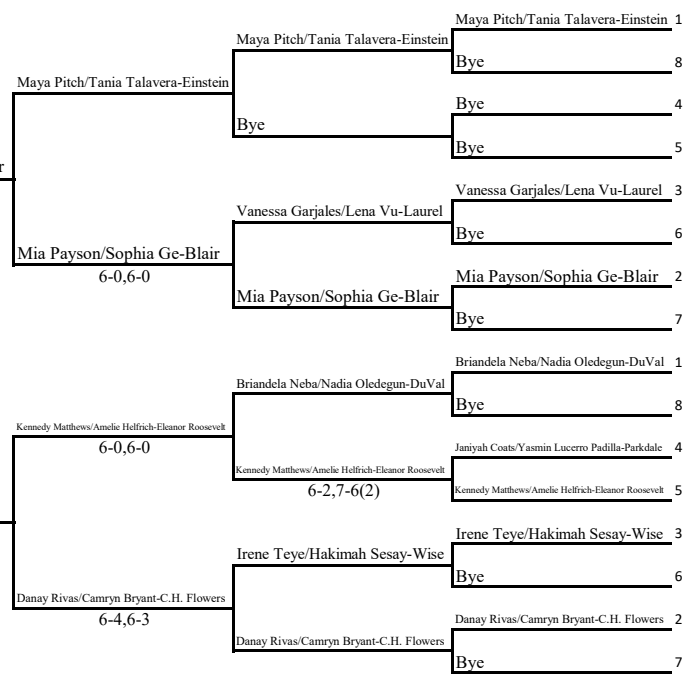 Maya Pitch/Tania Talavera-Einstein 1
Maya Pitch/Tania Talavera-Einstein
Bye 8
Maya Pitch/Tania Talavera-Einstein
Bye 4
Bye
Bye 5
r
Vanessa Garjales/Lena Vu-Laurel 3
Vanessa Garjales/Lena Vu-Laurel
Bye 6
Mia Payson/Sophia Ge-Blair
6-0,6-0
Mia Payson/Sophia Ge-Blair 2
Mia Payson/Sophia Ge-Blair
Bye 7
Briandela Neba/Nadia Oledegun-DuVal 1
Briandela Neba/Nadia Oledegun-DuVal
Bye 8
Kennedy Matthews/Amelie Helfrich-Eleanor Roosevelt
6-0,6-0
Janiyah Coats/Yasmin Lucerro Padilla-Parkdale 4
Kennedy Matthews/Amelie Helfrich-Eleanor Roosevelt
6-2,7-6(2)
Kennedy Matthews/Amelie Helfrich-Eleanor Roosevelt 5
Irene Teye/Hakimah Sesay-Wise 3
Irene Teye/Hakimah Sesay-Wise
Bye 6
Danay Rivas/Camryn Bryant-C.H. Flowers
6-4,6-3
Danay Rivas/Camryn Bryant-C.H. Flowers 2
Danay Rivas/Camryn Bryant-C.H. Flowers
Bye 7